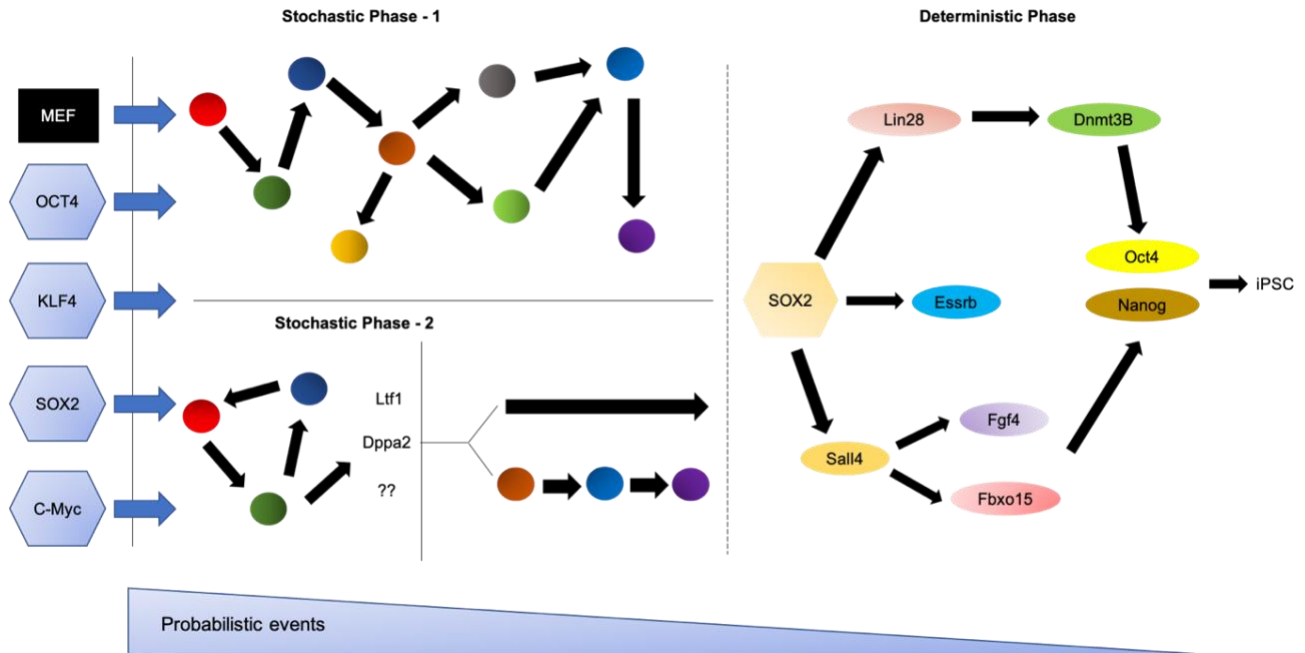 Stochastic Phase - 1
Deterministic Phase
MEF
OCT4
KLF4
SOX2
C-Myc
Stochastic Phase - 2
Ltf1
Dppa2
??
Lin28
Dnmt3B
SOX2
Essrb
Oct4
Nanog
iPSC
Sall4
Fgf4
Fbxo15
Probabilistic events